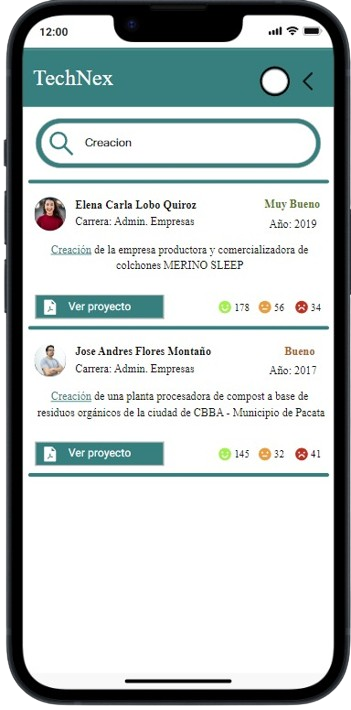 12:00
TechNex
Creacion
Elena Carla Lobo Quiroz
Muy Bueno
Carrera: Admin. Empresas
Año: 2019
Creación de la empresa productora y comercializadora de
colchones MERINO SLEEP
Ver proyecto
178 56 34
Jose Andres Flores Montaño
Bueno
Carrera: Admin. Empresas
Año: 2017
Creación de una planta procesadora de compost a base de
residuos orgánicos de la ciudad de CBBA - Municipio de Pacata
Ver proyecto
145 32 41